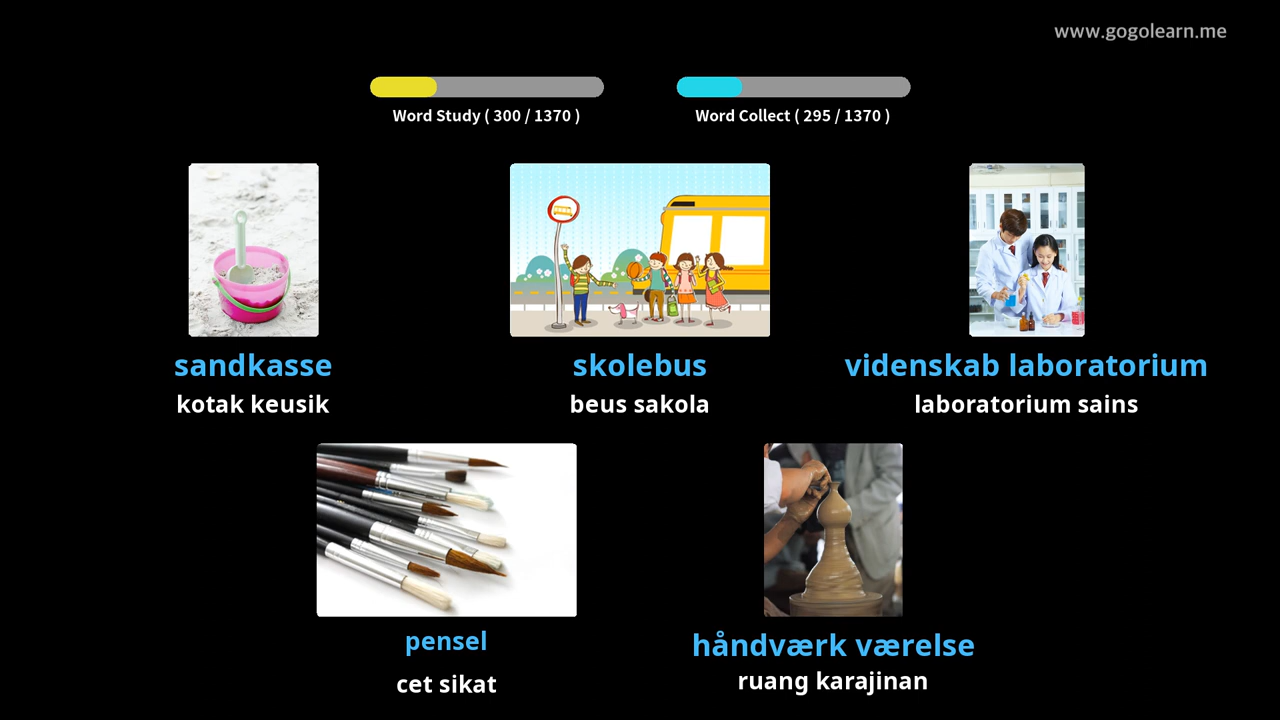 www.gogolearn.me
Word Study ( 300 / 1370 )
Word Collect ( 295 / 1370 )
sandkasse
kotak keusik
skolebus
beus sakola
videnskab laboratorium
laboratorium sains
pensel
cet sikat
håndværk værelse
ruang karajinan